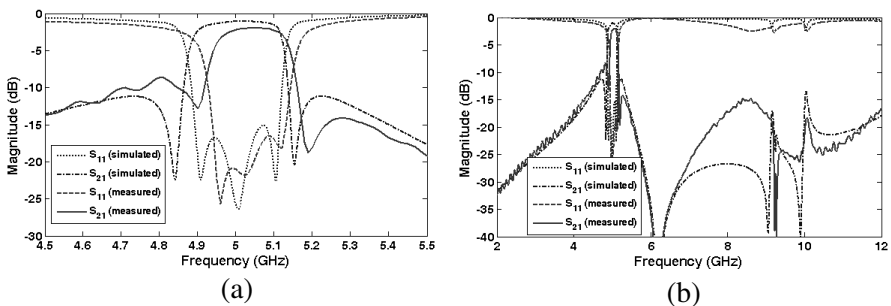 0
-5
-10
-15
-20
-25
-30
Magnitude (dB)
S11 (simulated)
S21 (simulated)
S11 (measured)
S21 (measured)
4.5 4.6 4.7 4.8 4.9 5 5.1 5.2 5.3 5.4 5.5
Frequency (GHz)
(a)
0
-5
-10
-15
-20
-25
-30
-35
-40
Magnitude (dB)
S11 (simulated)
S21 (simulated)
S11 (measured)
S21 (measured)
2 4 6 8 10 12
Frequency (GHz)
(b)